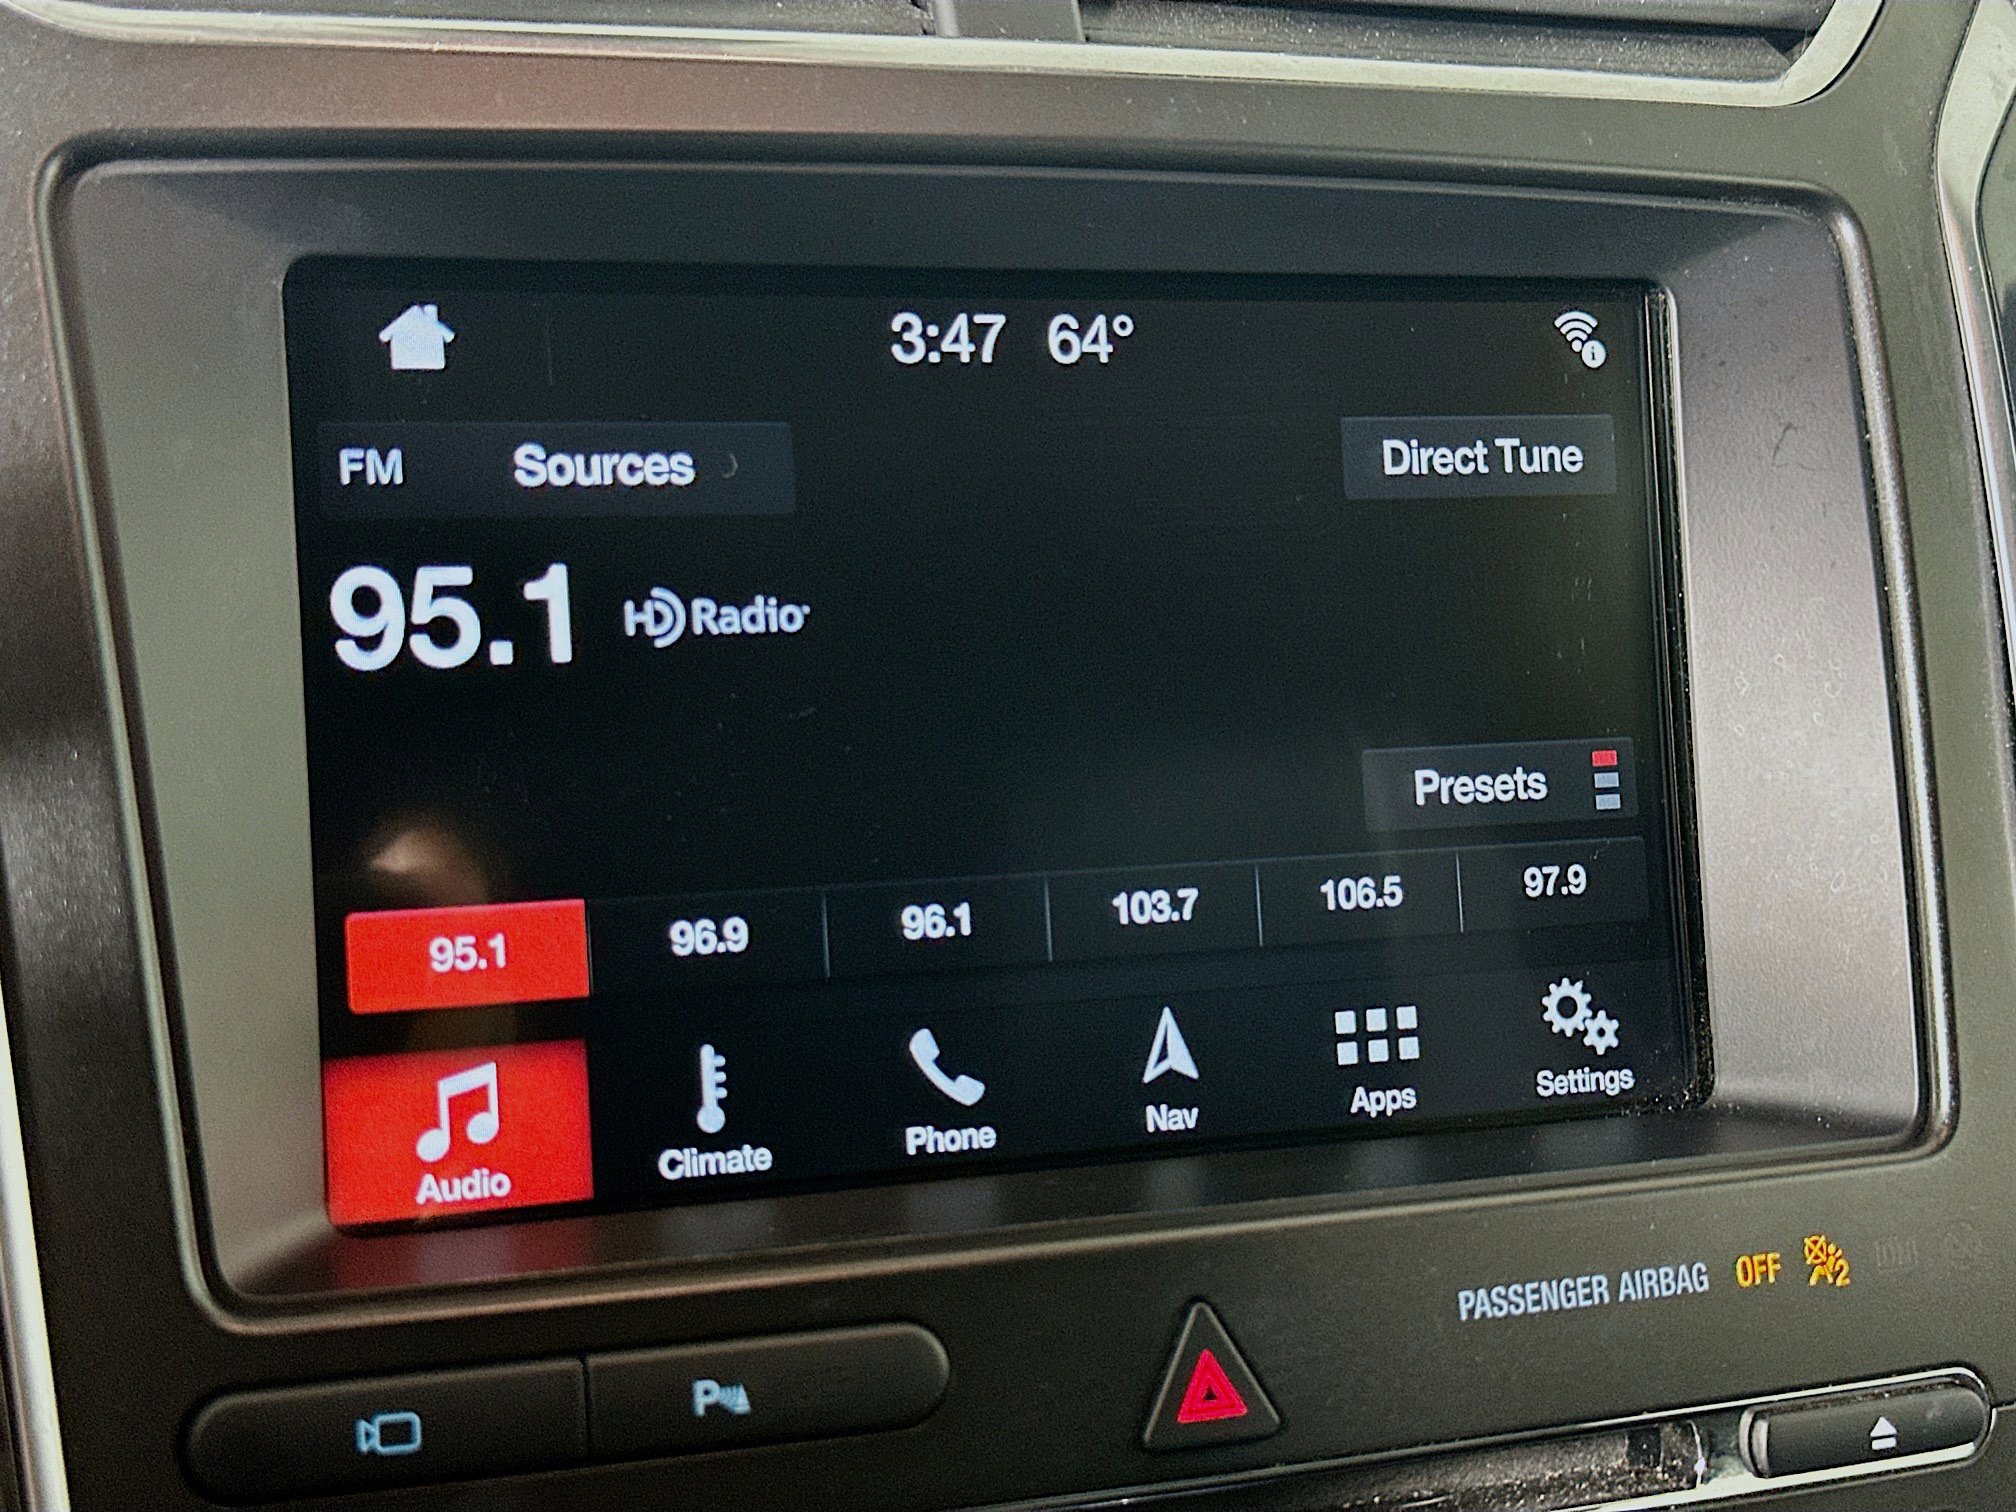 3:47 64°
FM Sources Direct Tune
95.1 HD Radio
Presets
95.1 96.9 96.1 103.7 106.5 97.9
Audio Climate Phone Nav Apps Settings
PASSENGER AIRBAG OFF 2
P